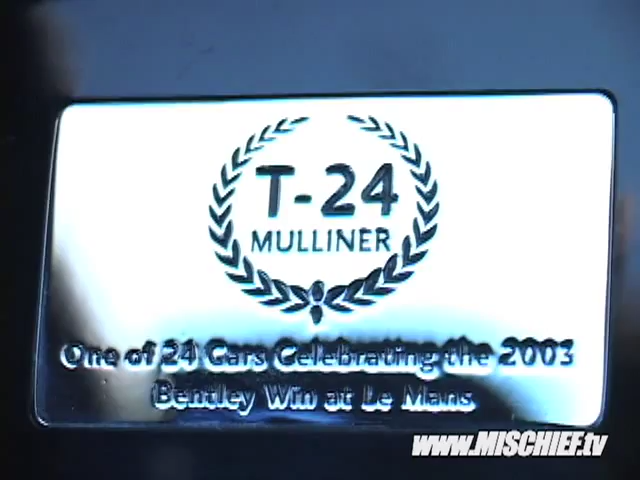 T-24
MULLINER
One of 24 Cars Celebrating the 2003
Bentley Win at Le Mans
www.MISCHIEF.tv